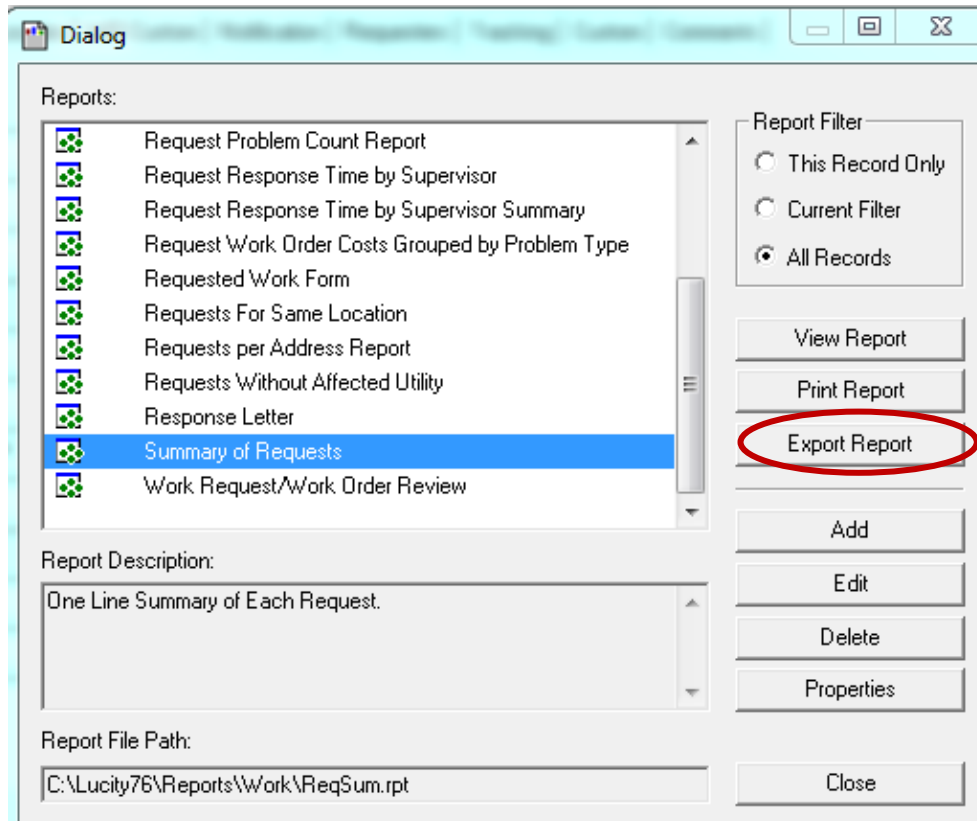 Dialog
Reports:
Request Problem Count Report
Request Response Time by Supervisor
Request Response Time by Supervisor Summary
Request Work Order Costs Grouped by Problem Type
Requested Work Form
Requests For Same Location
Requests per Address Report
Requests Without Affected Utility
Response Letter
Summary of Requests
Work Request/Work Order Review
Report Description:
One Line Summary of Each Request.
Report File Path:
C:\Lucity76\Reports\Work\ReqSum.rpt
Report Filter
This Record Only
Current Filter
All Records
View Report
Print Report
Export Report
Add
Edit
Delete
Properties
Close